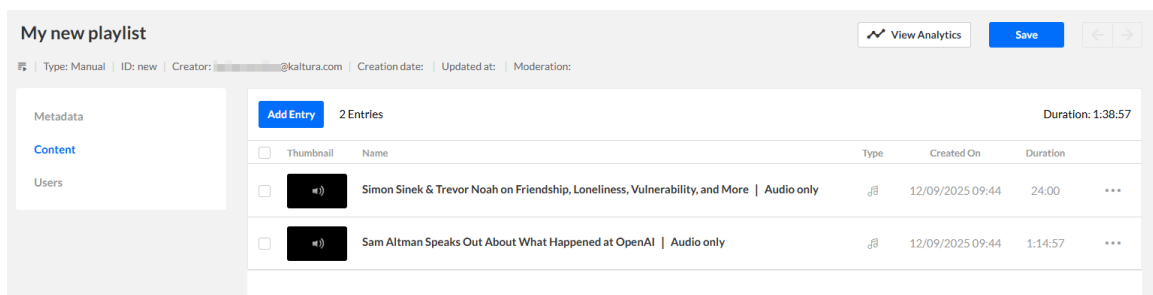 My new playlist
View Analytics
Save
Type: Manual | ID: new | Creator: @kaltura.com | Creation date: | Updated at: | Moderation:
Metadata
Content
Users
Add Entry 2 Entries Duration: 1:38:57
Thumbnail Name Type Created On Duration
Simon Sinek & Trevor Noah on Friendship, Loneliness, Vulnerability, and More | Audio only 12/09/2025 09:44 24:00
Sam Altman Speaks Out About What Happened at OpenAI | Audio only 12/09/2025 09:44 1:14:57